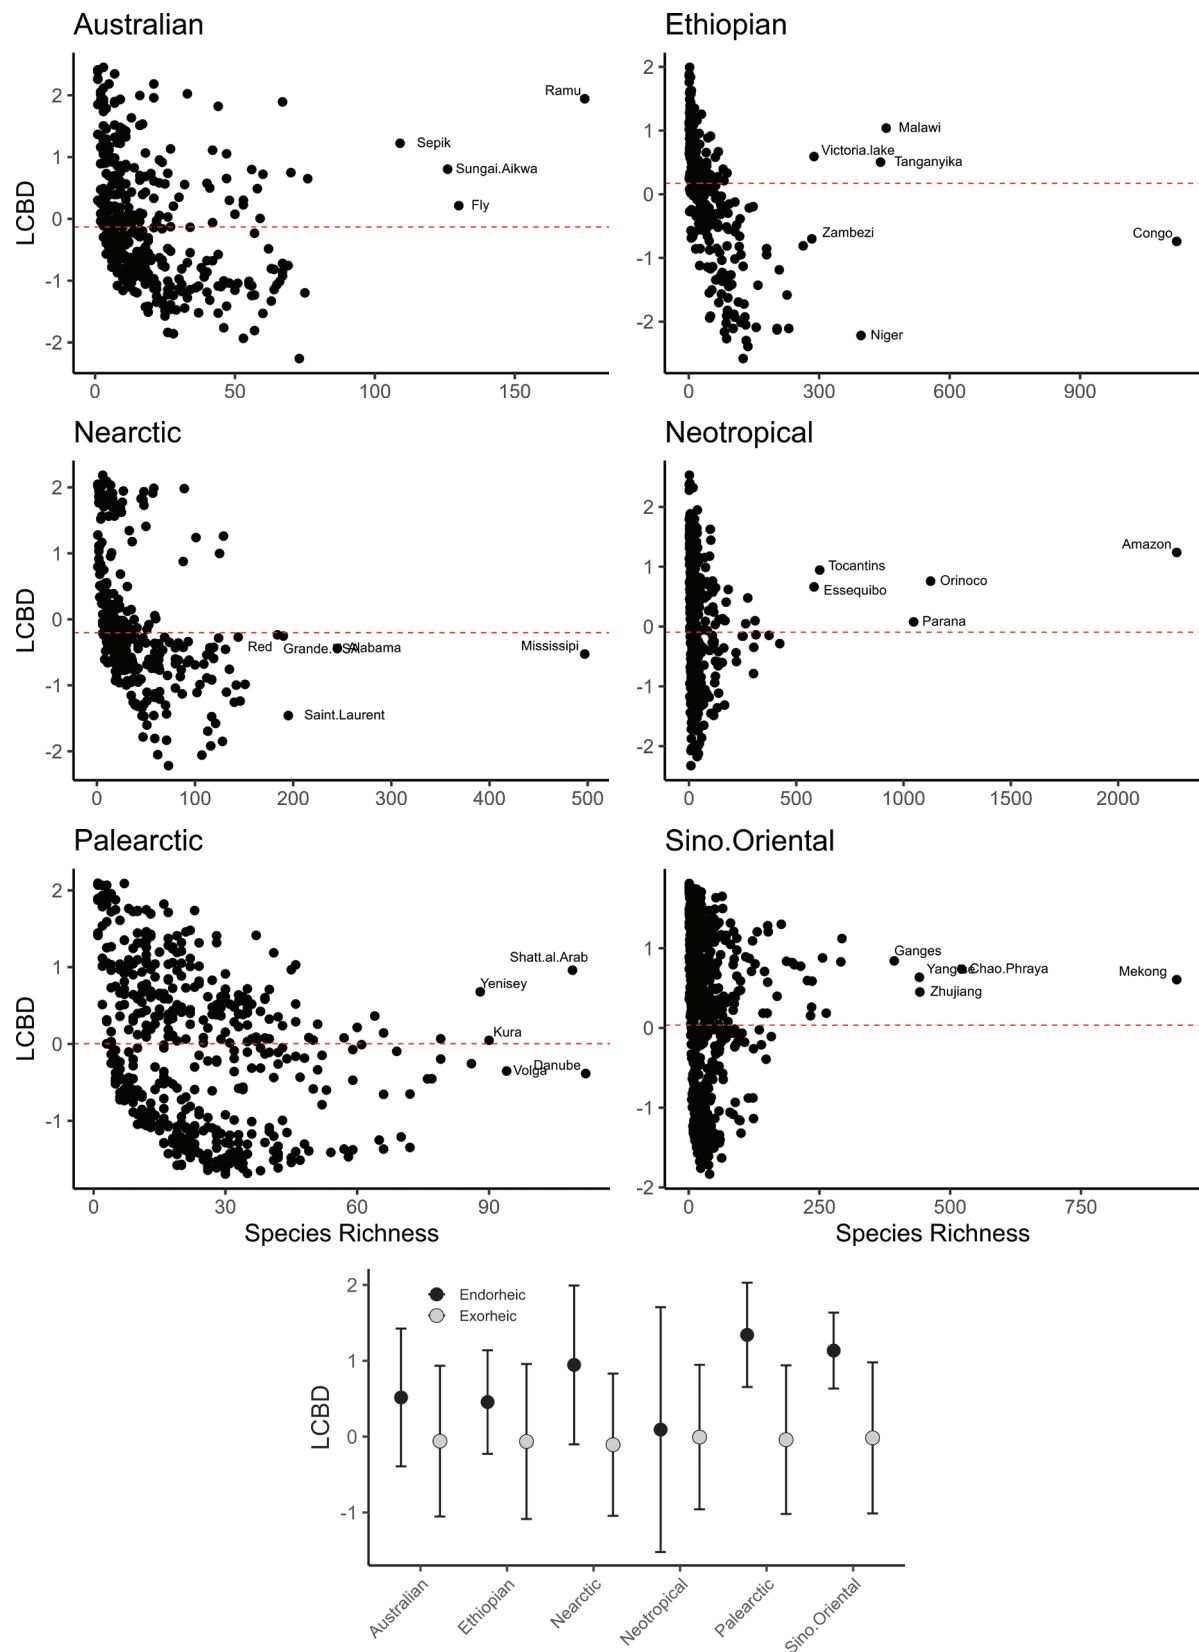 Australian
LCBD
2
1
0
-1
-2
Ramu
Sepik
Sungai.Aikwa
Fly
0 50 100 150
Ethiopian
2
1
0
-1
-2
Malawi
Victoria.lake
Tanganyika
Zambezi
Congo
Niger
0 300 600 900
Nearctic
LCBD
2
1
0
-1
-2
Red
Grande.USA
Alabama
Mississipi
Saint.Laurent
0 100 200 300 400 500
Neotropical
2
1
0
-1
-2
Amazon
Tocantins
Orinoco
Essequibo
Parana
0 500 1000 1500 2000
Palearctic
LCBD
2
1
0
-1
Shatt.al.Arab
Yenisey
Kura
Danube
Volga
0 30 60 90
Species Richness
Sino.Oriental
1
0
-1
-2
Ganges
Chao.Phraya
Mekong
Zhujiang
0 250 500 750
Species Richness
LCBD
2
1
0
-1
Endorheic
Exorheic
Australian
Ethiopian
Nearctic
Neotropical
Palearctic
Sino.Oriental